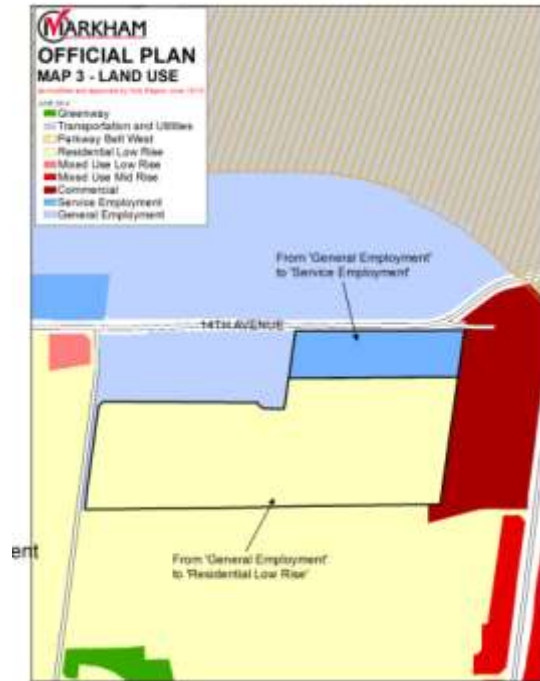 MARKHAM
OFFICIAL PLAN
MAP 3 - LAND USE
Greenway
Transportation and Utilities
Parkway Belt West
Residential Low Rise
Mixed Use Low Rise
Mixed Use Mid Rise
Commercial
Service Employment
General Employment
From 'General Employment'
to 'Service Employment'
14TH AVENUE
ent
From 'General Employment'
to 'Residential Low Rise'